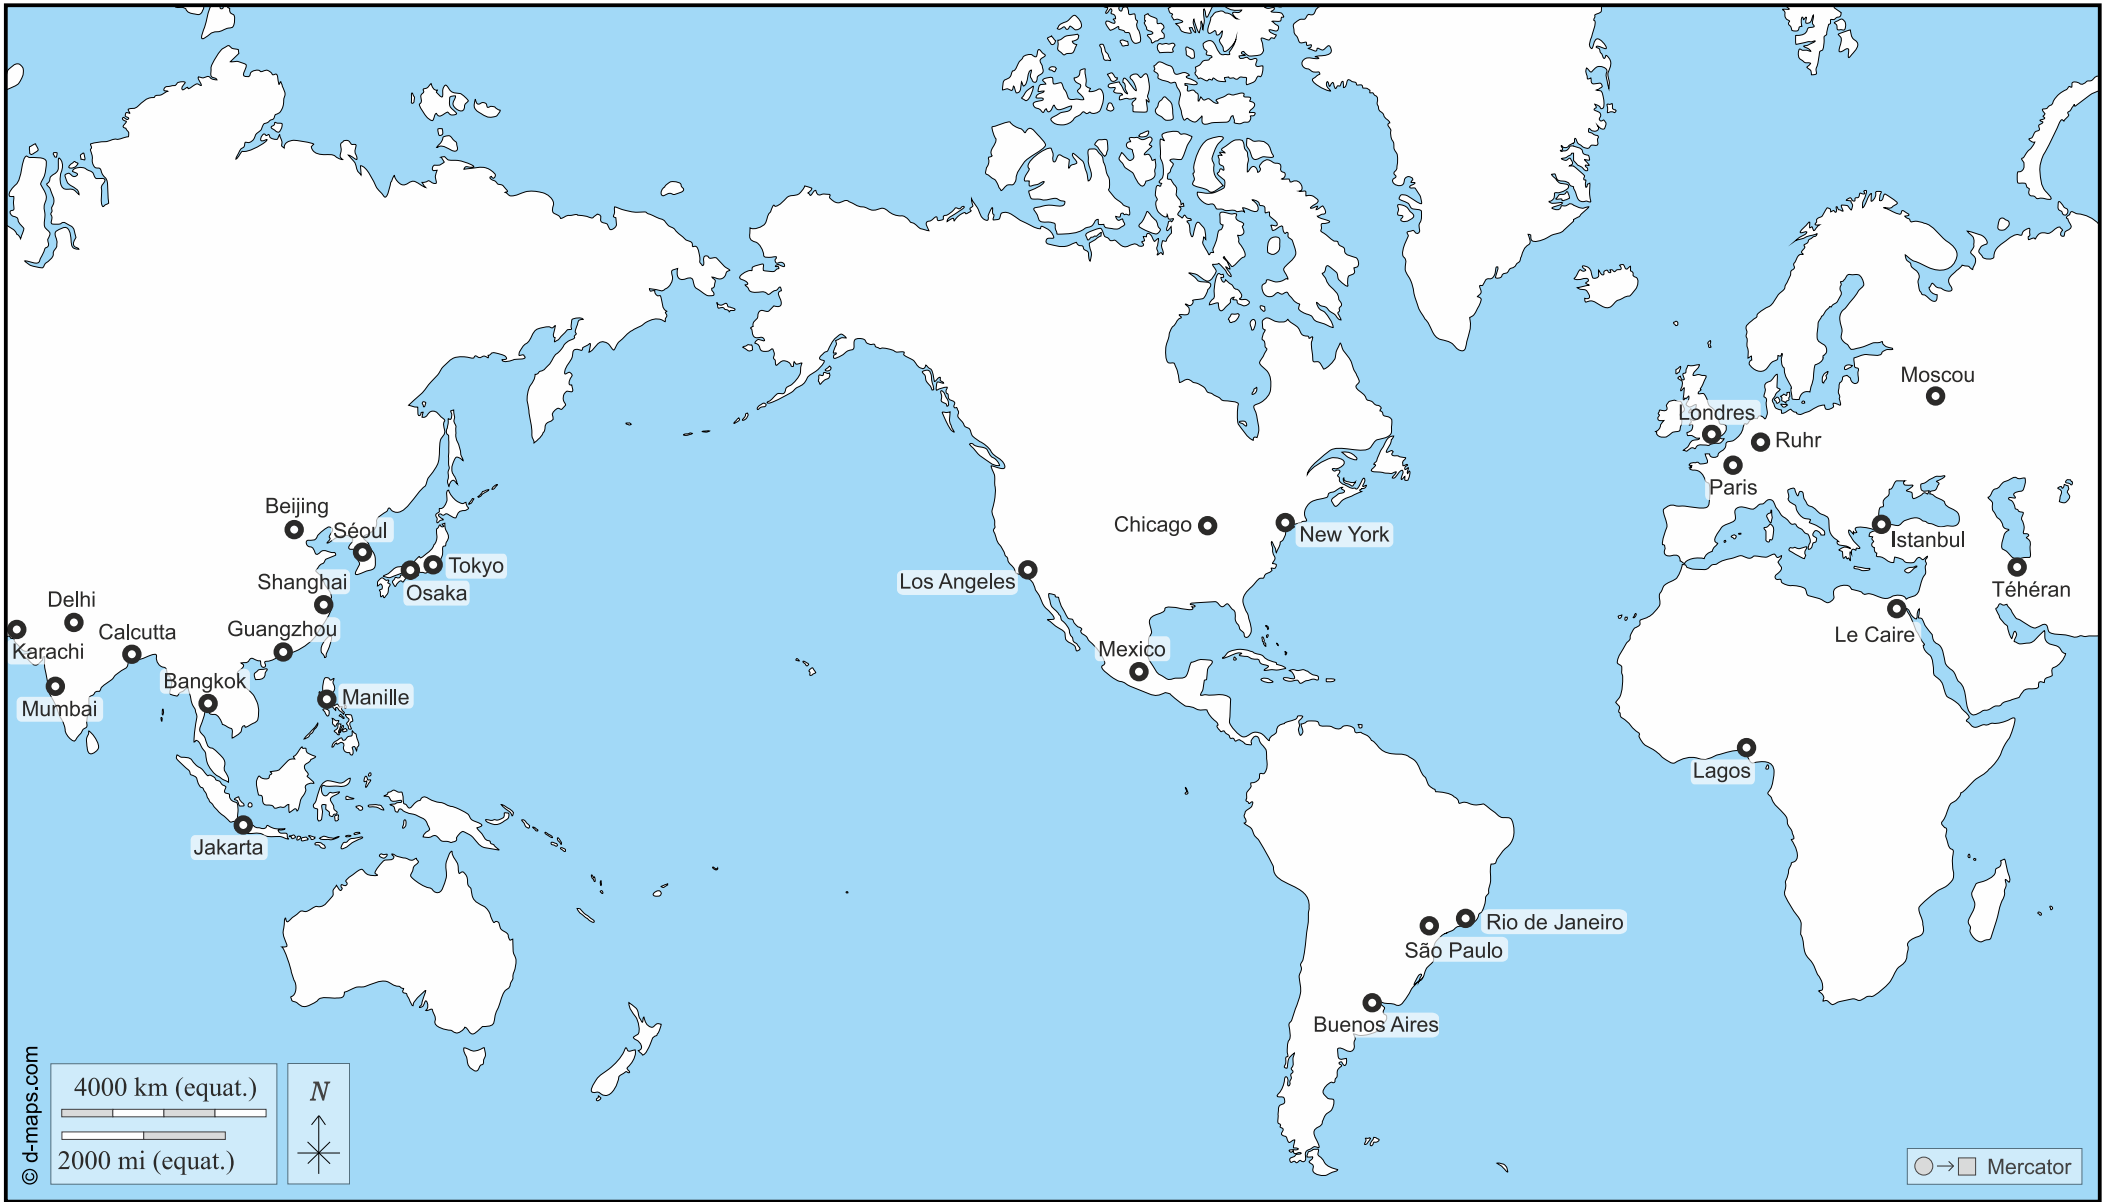 Moscou
Londres
Ruhr
Paris
Beijing
Séoul
Chicago
New York
Istanbul
Tokyo
Shanghai
Los Angeles
Osaka
Téhéran
Delhi
Calcutta
Guangzhou
Le Caire
Karachi
Mexico
Bangkok
Manille
Mumbai
Lagos
Jakarta
Rio de Janeiro
São Paulo
Buenos Aires
© d-maps.com
4000 km (equat.)
2000 mi (equat.)
N
Mercator